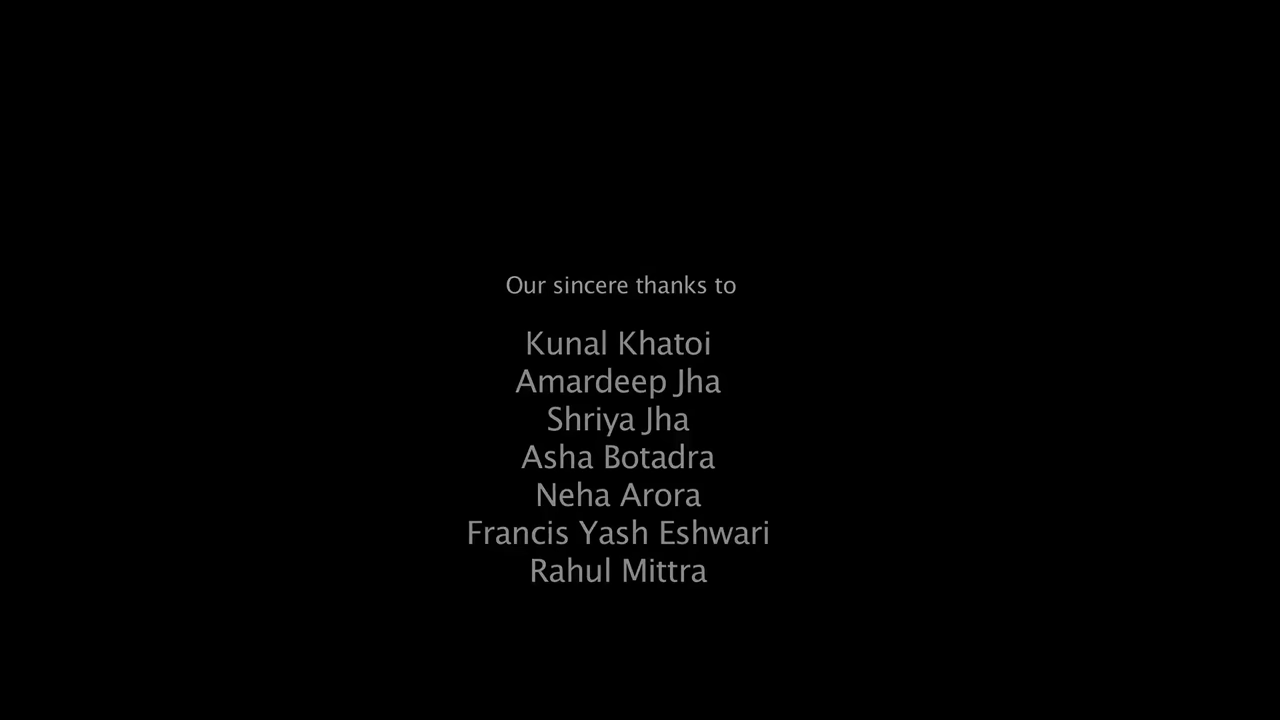 Our sincere thanks to
Kunal Khatoi
Amardeep Jha
Shriya Jha
Asha Botadra
Neha Arora
Francis Yash Eshwari
Rahul Mittra